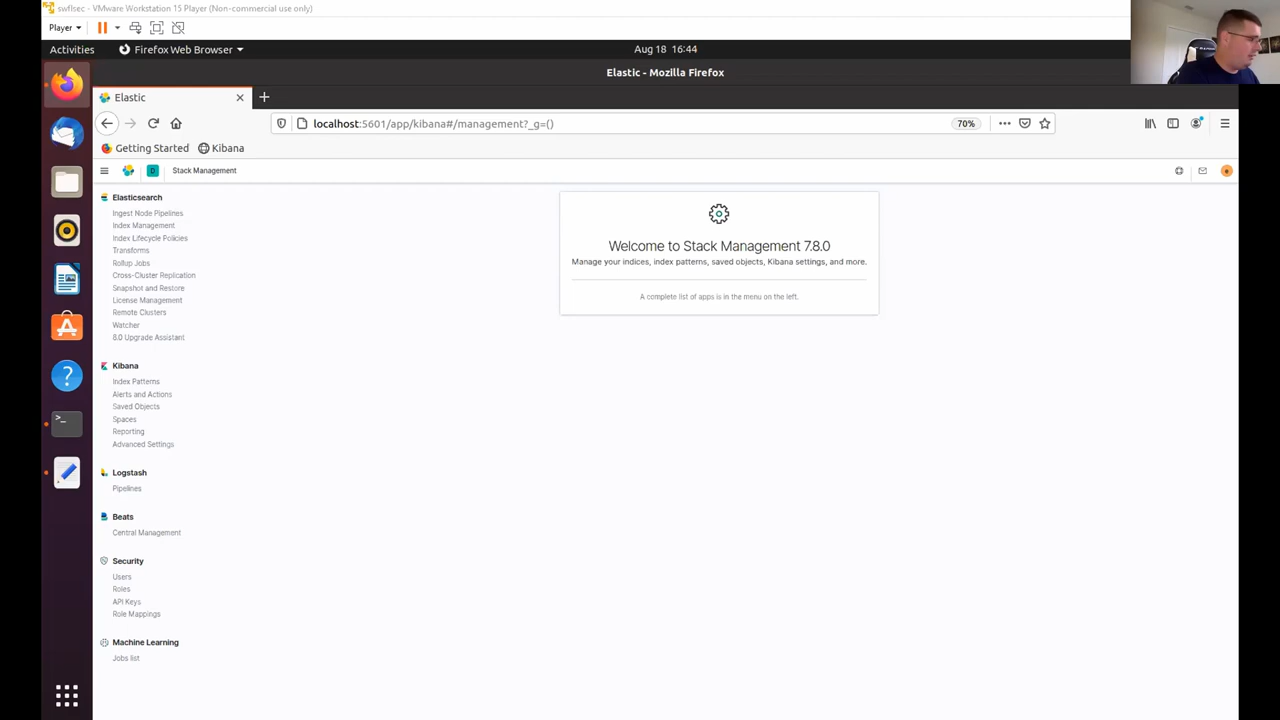 swflsec - VMware Workstation 15 Player (Non-commercial use only)
Player
Activities
Firefox Web Browser
Aug 18 16:44
Elastic - Mozilla Firefox
Elastic
localhost:5601/app/kibana#/management?_g=()
70%
Getting Started
Kibana
D
Stack Management
e
Elasticsearch
Ingest Node Pipelines
Index Management
Index Lifecycle Policies
Transforms
Rollup Jobs
Cross-Cluster Replication
Snapshot and Restore
License Management
Remote Clusters
Watcher
8.0 Upgrade Assistant
Kibana
Index Patterns
Alerts and Actions
Saved Objects
Spaces
Reporting
Advanced Settings
Logstash
Pipelines
Beats
Central Management
Security
Users
Roles
API Keys
Role Mappings
Machine Learning
Jobs list
Welcome to Stack Management 7.8.0
Manage your indices, index patterns, saved objects, Kibana settings, and more.
A complete list of apps is in the menu on the left.